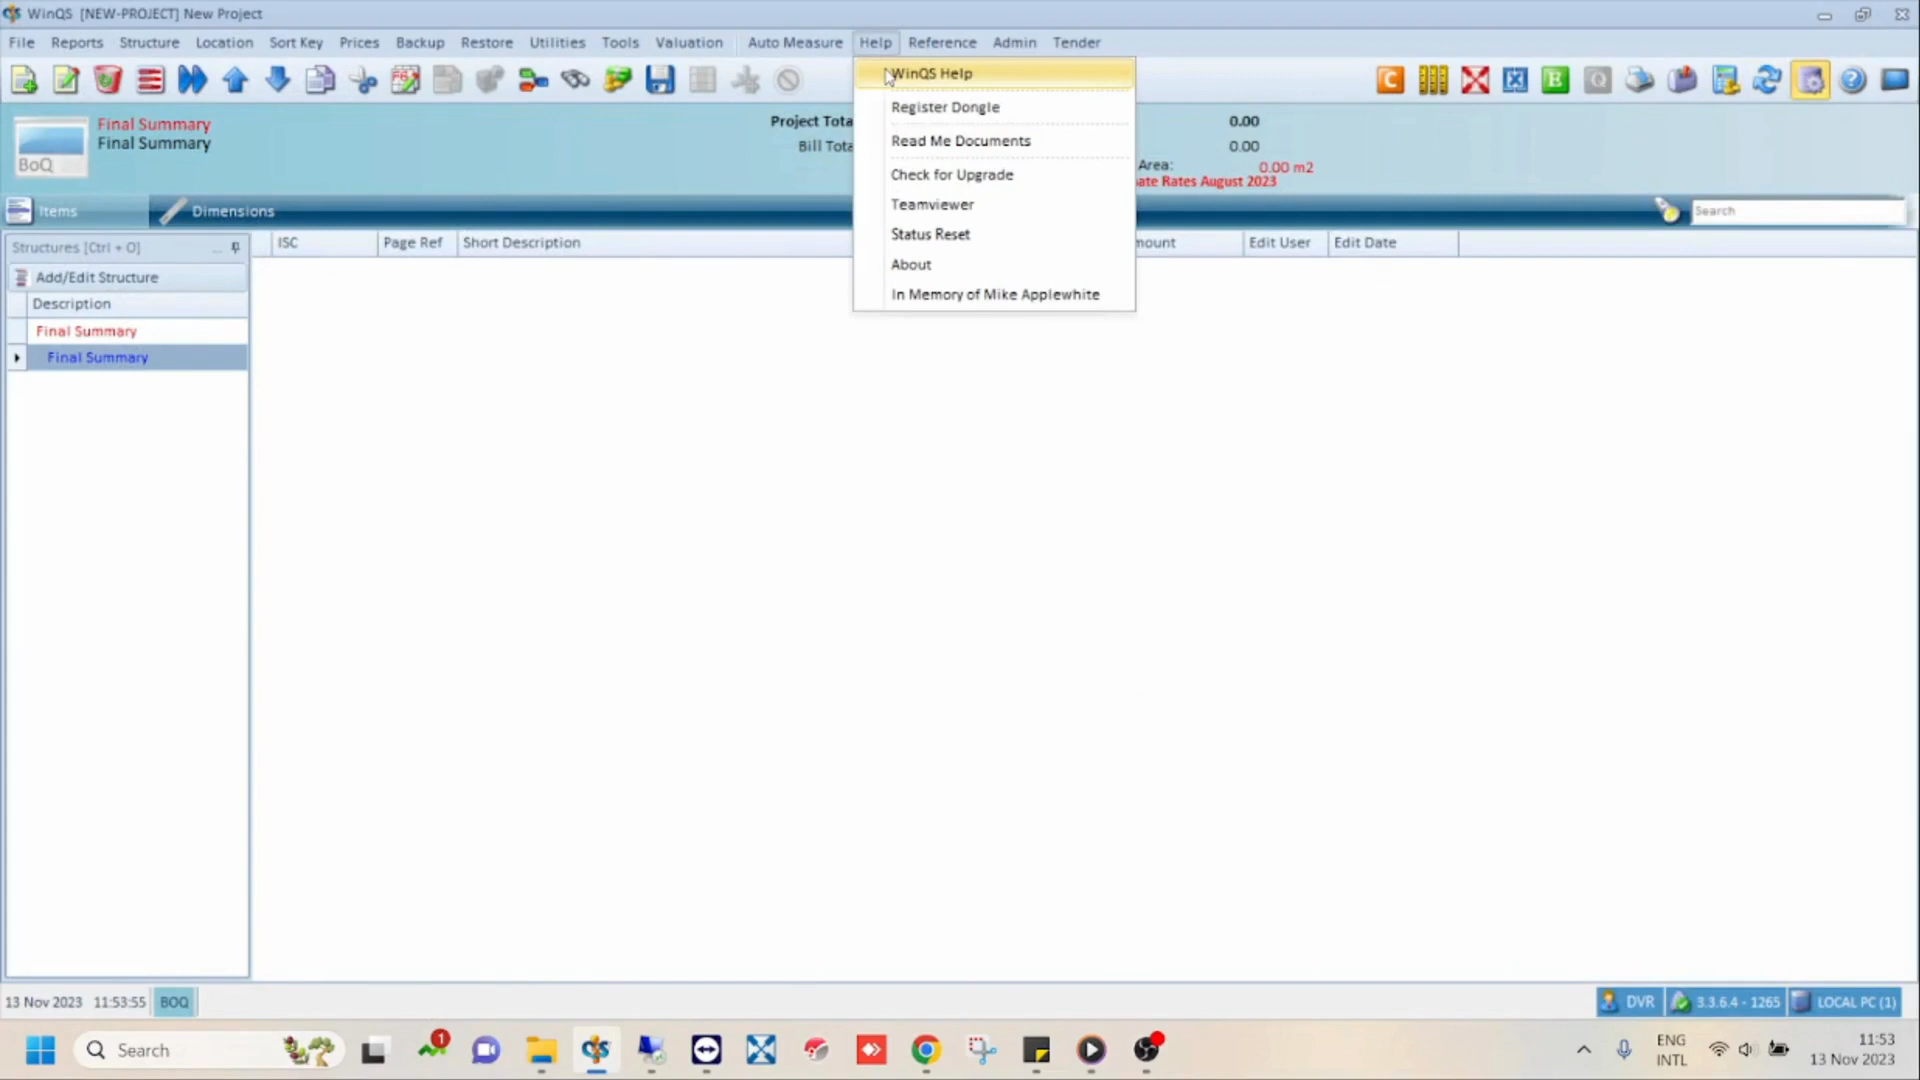 WinQS [NEW-PROJECT] New Project
File Reports Structure Location Sort Key Prices Backup Restore Utilities Tools Valuation Auto Measure Help Reference Admin Tender
WinQS Help
Register Dongle
Read Me Documents
Check for Upgrade
Teamviewer
Status Reset
About
In Memory of Mike Applewhite
F6
C
E
Q
BoQ
Final Summary
Final Summary
Project Tota 0.00
Bill Tota 0.00
Area: 0.00 m2
ate Rates August 2023
Items Dimensions Search
Structures [Ctrl + O] ...
Add/Edit Structure
Description
Final Summary
Final Summary
ISC Page Ref Short Description mount Edit User Edit Date
13 Nov 2023 11:53:55 BOQ DVR 3.3.6.4 - 1265 LOCAL PC (1)
Search 1 ENG INTL 11:53
13 Nov 2023